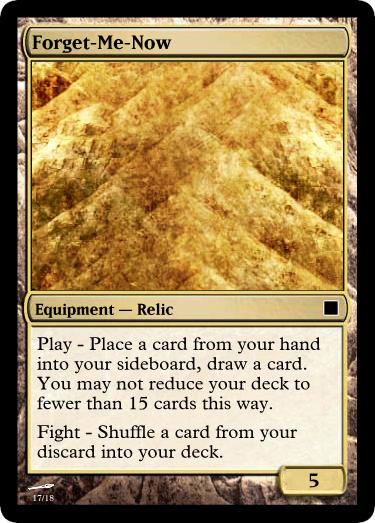 Forget-Me-Now
Equipment — Relic
Play - Place a card from your hand
into your sideboard, draw a card.
You may not reduce your deck to
fewer than 15 cards this way.
Fight - Shuffle a card from your
discard into your deck.
5
17/18